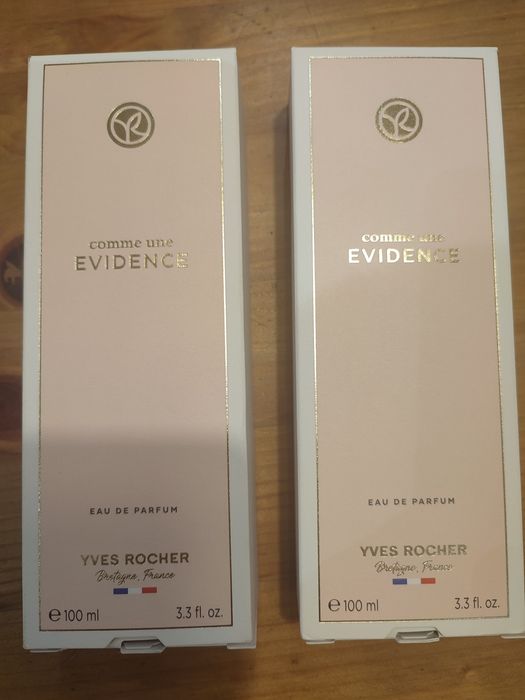 comme une
EVIDENCE
EAU DE PARFUM
YVES ROCHER
Bretagne, France
℮ 100 ml 3.3 fl. oz.
comme une
EVIDENCE
EAU DE PARFUM
YVES ROCHER
Bretagne, France
℮ 100 ml 3.3 fl. oz.